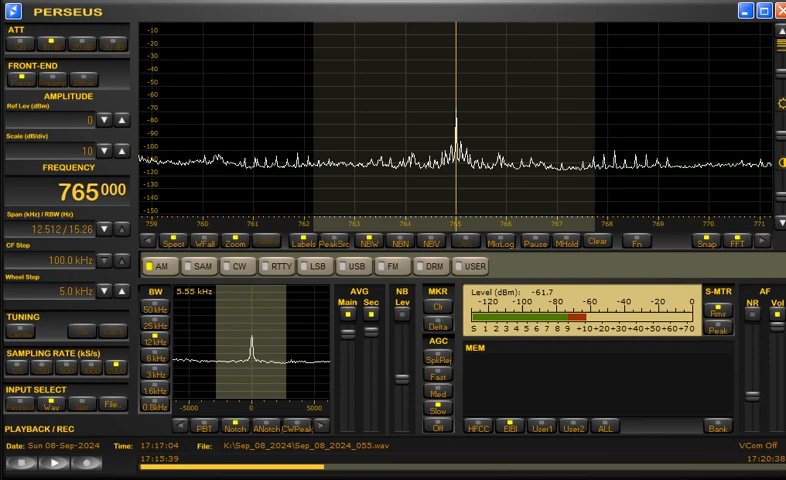 PERSEUS
ATT
FRONT-END
AMPLITUDE
Ref Lev (dBm)
0
Scale (dB/div)
10
FREQUENCY
765000
Span (kHz) / RBW (Hz)
12.512 / 15.26
CF Step
100.0 kHz
Wheel Step
5.0 kHz
TUNING
SAMPLING RATE (kS/s)
INPUT SELECT
Wav File
-10
-20
-30
-40
-50
-60
-70
-80
-90
-100
-120
-130
-140
-150
759 760 761 762 763 764 765 766 767 768 769 770 771
Spect WFall Zoom Labels PeakSrc NBW NBN NBV MkrLog Pause MHold Clear Fn Snap FFT
AM SAM CW RTTY LSB USB FM DRM USER
BW
50 kHz
25 kHz
12 kHz
6 kHz
3 kHz
1.6kHz
0.8kHz
5.55 kHz
-5000 0 5000
PBT Notch ANotch CWPeak
AVG
Main Sec
NB
Lev
MKR
Clr
Delta
AGC
SpkRej
Fast
Med
Slow
Off
Level (dBm): -61.7
-120 -100 -80 -60 -40 -20 0
S 1 2 3 4 5 6 7 8 9 +10 +20 +30 +40 +50 +60 +70
S-MTR
Rms
Peak
AF
NR Vol
MEM
HFCC EIBI User1 User2 ALL Bank
PLAYBACK / REC
Date: Sun 08-Sep-2024 Time: 17:17:04 File: K:\Sep_08_2024\Sep_08_2024_055.wav VCom Off
17:15:39 17:20:38